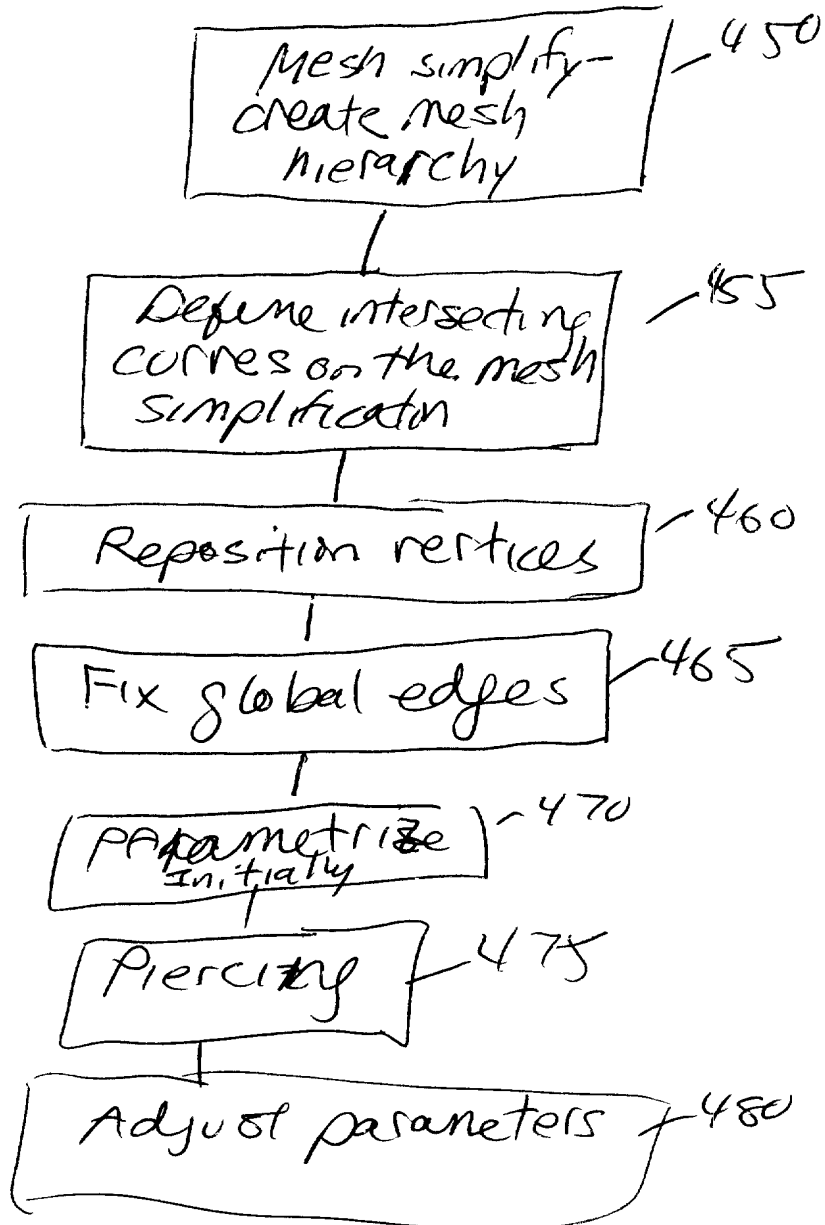 Mesh simplify-
create mesh
hierarchy
450
Define intersecting
curves on the mesh
simplificatin
455
Reposition vertices
460
Fix global edges
465
PArametrize
Initially
470
Piercing
475
Adjust parameters
480